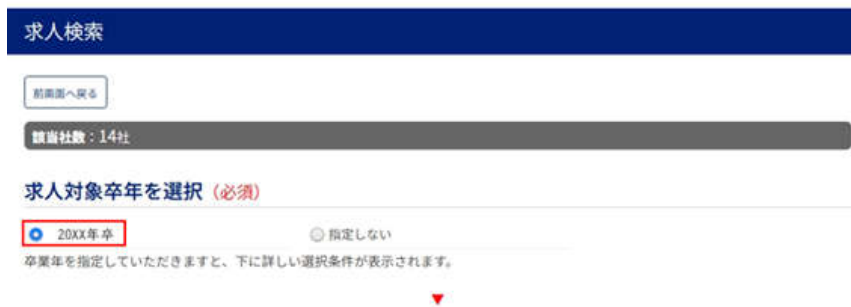 求人検索
前画面へ戻る
該当社数：14社
求人対象卒年を選択（必須）
20XX年卒 指定しない
卒業年を指定していただきますと、下に詳しい選択条件が表示されます。